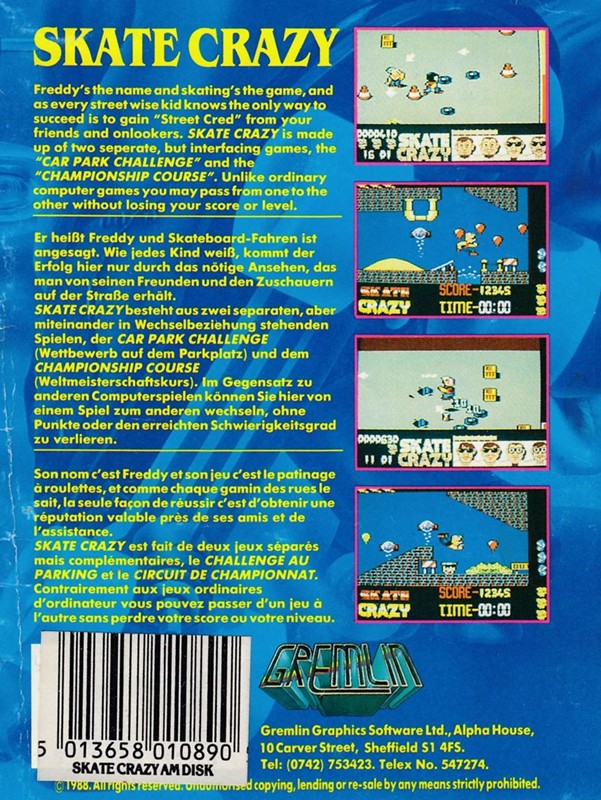 SKATE CRAZY
Freddy's the name and skating's the game, and
as every street wise kid knows the only way to
succeed is to gain "Street Cred" from your
friends and onlookers. SKATE CRAZY is made
up of two seperate, but interfacing games, the
"CAR PARK CHALLENGE" and the
"CHAMPIONSHIP COURSE". Unlike ordinary
computer games you may pass from one to the
other without losing your score or level.
Er heißt Freddy und Skateboard-Fahren ist
angesagt. Wie jedes Kind weiß, kommt der
Erfolg hier nur durch das nötige Ansehen, das
man von seinen Freunden und den Zuschauern
auf der Straße erhält.
SKATE CRAZY besteht aus zwei separaten, aber
miteinander in Wechselbeziehung stehenden
Spielen, der CAR PARK CHALLENGE
(Wettbewerb auf dem Parkplatz) und dem
CHAMPIONSHIP COURSE
(Weltmeisterschaftskurs). Im Gegensatz zu
anderen Computerspielen können Sie hier von
einem Spiel zum anderen wechseln, ohne
Punkte oder den erreichten Schwierigkeitsgrad
zu verlieren.
Son nom c'est Freddy et son jeu c'est le patinage
à roulettes, et comme chaque gamin des rues le
sait, la seule façon de réussir c'est d'obtenir une
réputation valable près de ses amis et de
l'assistance.
SKATE CRAZY est fait de deux jeux séparés
mais complémentaires, le CHALLENGE AU
PARKING et le CIRCUIT DE CHAMPIONNAT.
Contrairement aux jeux ordinaires
d'ordinateur vous pouvez passer d'un jeu à
l'autre sans perdre votre score ou votre niveau.
0000410 SKATE
16 01 CRAZY
SKATE SCORE-12345
CRAZY TIME-00:00
0000630 SKATE
11 01 CRAZY
SKATE SCORE-12345
CRAZY TIME-00:00
5 013658 010890
SKATE CRAZY AM DISK
GREMLIN
Gremlin Graphics Software Ltd., Alpha House,
10 Carver Street, Sheffield S1 4FS.
Tel: (0742) 753423. Telex No. 547274.
© 1988. All rights reserved. Unauthorised copying, lending or re-sale by any means strictly prohibited.